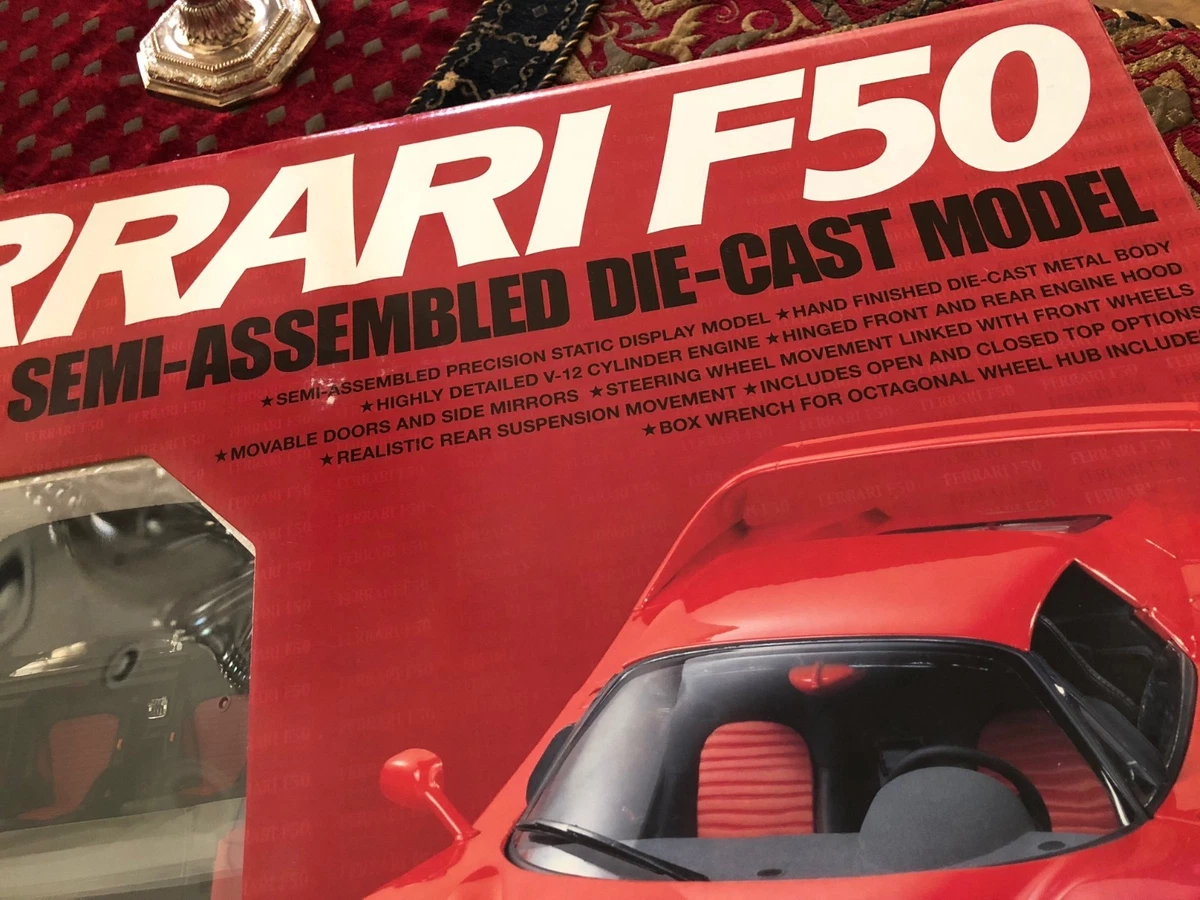 RRARI F50
SEMI-ASSEMBLED DIE-CAST MODEL
★SEMI-ASSEMBLED PRECISION STATIC DISPLAY MODEL ★HAND FINISHED DIE-CAST METAL BODY
★HIGHLY DETAILED V-12 CYLINDER ENGINE ★HINGED FRONT AND REAR ENGINE HOOD
★MOVABLE DOORS AND SIDE MIRRORS ★STEERING WHEEL MOVEMENT LINKED WITH FRONT WHEELS
★REALISTIC REAR SUSPENSION MOVEMENT ★INCLUDES OPEN AND CLOSED TOP OPTIONS
★BOX WRENCH FOR OCTAGONAL WHEEL HUB INCLUDE